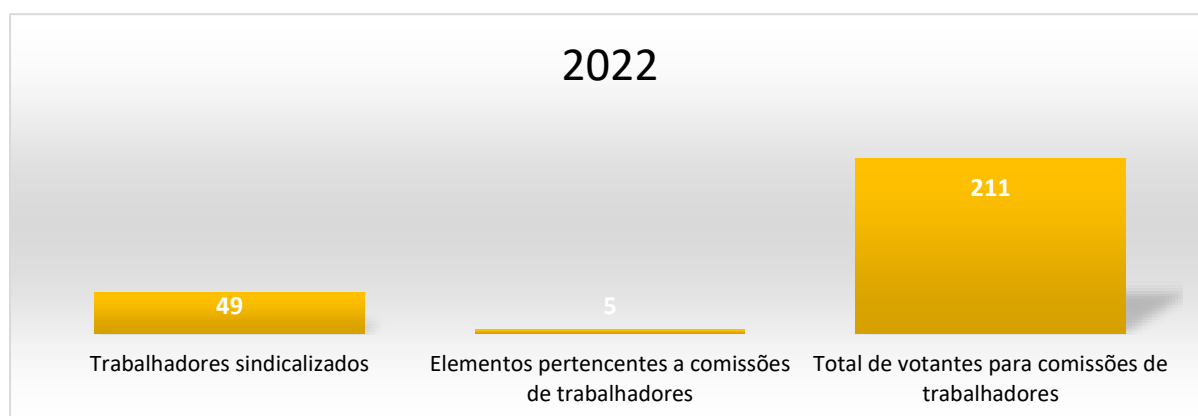 2022
211
49
5
Trabalhadores sindicalizados
Elementos pertencentes a comissões
de trabalhadores
Total de votantes para comissões de
trabalhadores